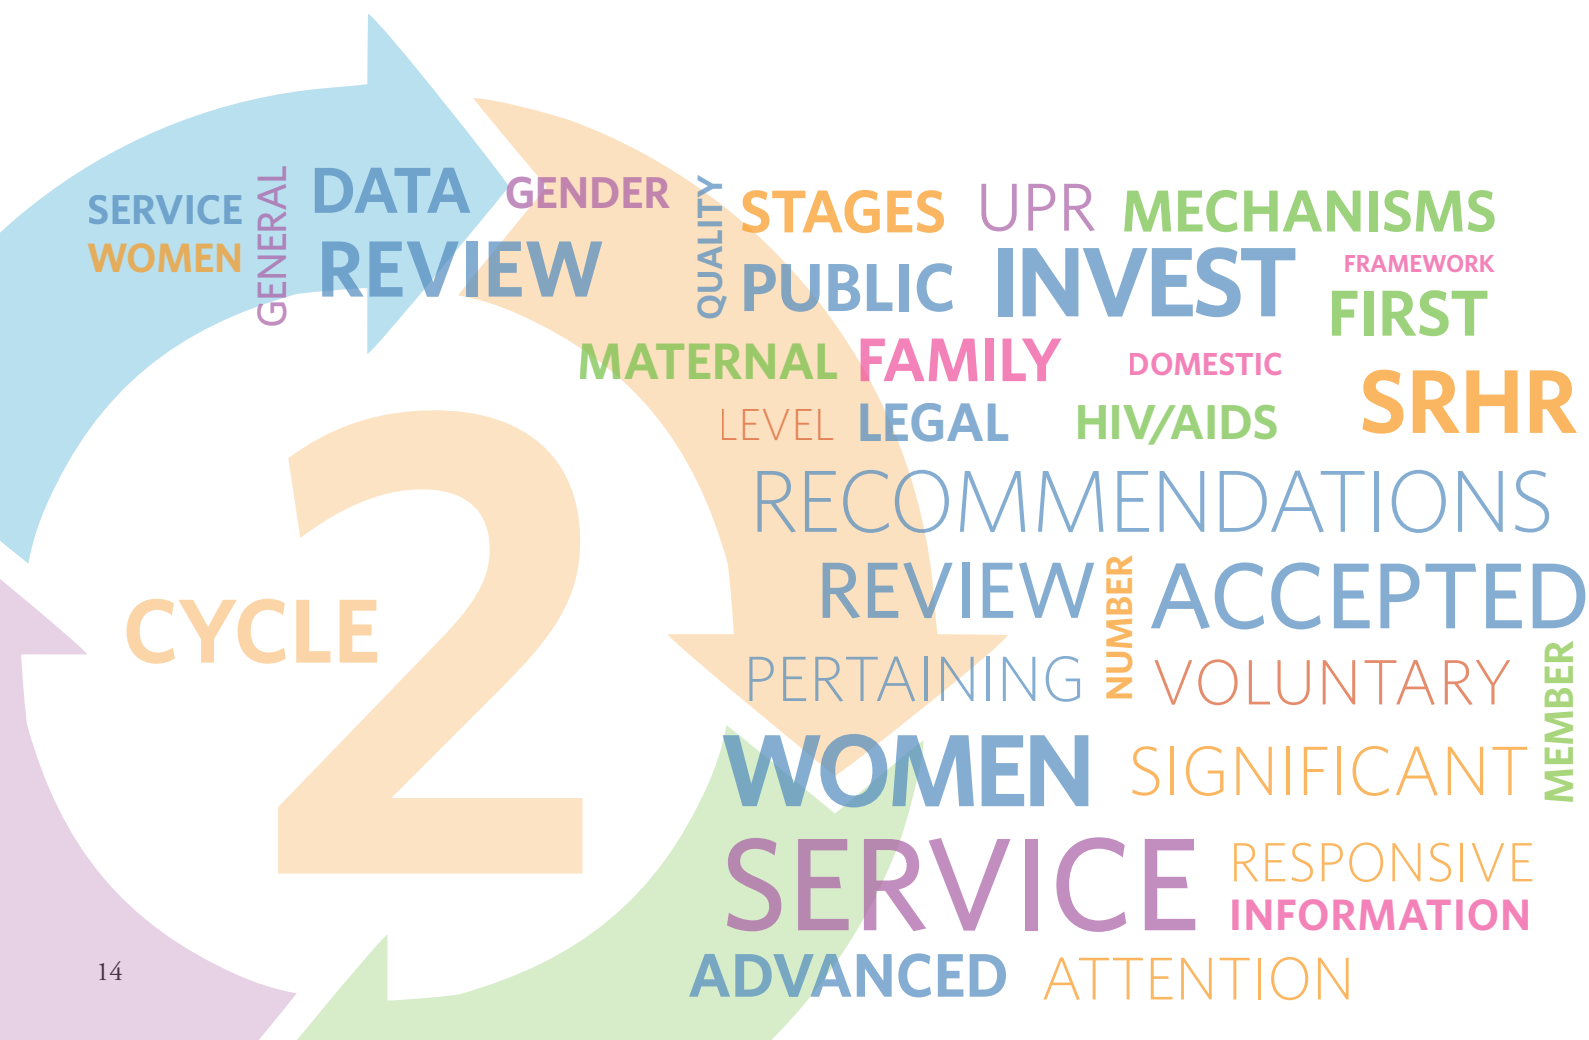 SERVICE
WOMEN
GENERAL
DATA
REVIEW
GENDER
QUALITY
STAGES
UPR
MECHANISMS
PUBLIC
INVEST
FRAMEWORK
FIRST
MATERNAL
FAMILY
DOMESTIC
SRHR
LEVEL
LEGAL
HIV/AIDS
RECOMMENDATIONS
REVIEW
NUMBER
ACCEPTED
CYCLE
2
PERTAINING
VOLUNTARY
MEMBER
WOMEN
SIGNIFICANT
SERVICE
RESPONSIVE
INFORMATION
ADVANCED
ATTENTION
14